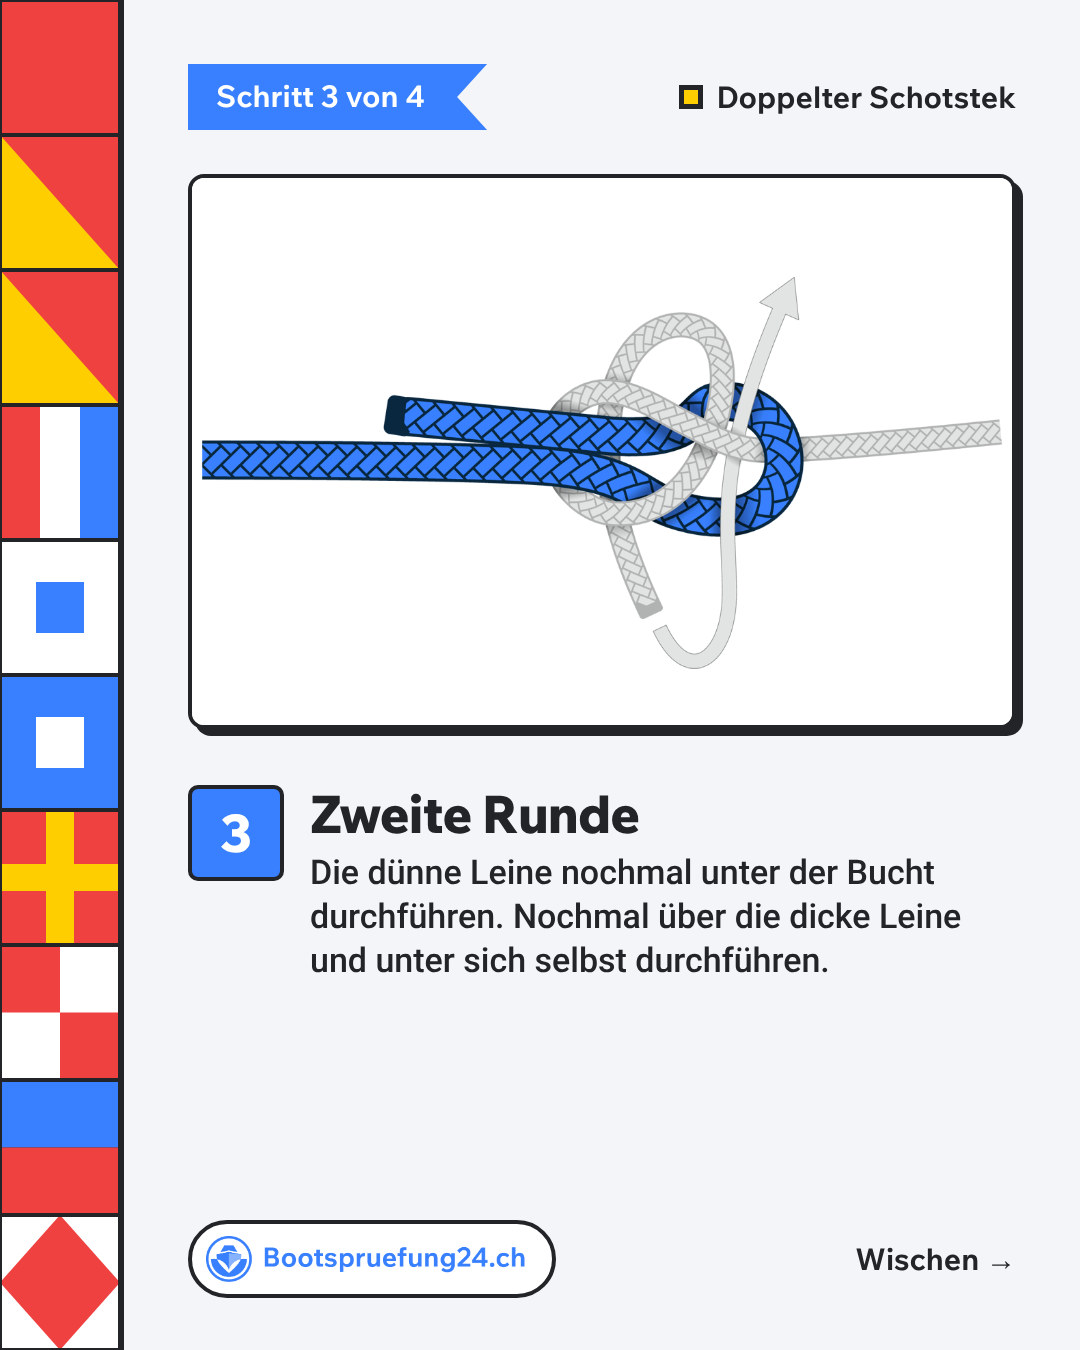 Schritt 3 von 4
Doppelter Schotstek
3
Zweite Runde
Die dünne Leine nochmal unter der Bucht
durchführen. Nochmal über die dicke Leine
und unter sich selbst durchführen.
Bootspruefung24.ch
Wischen →